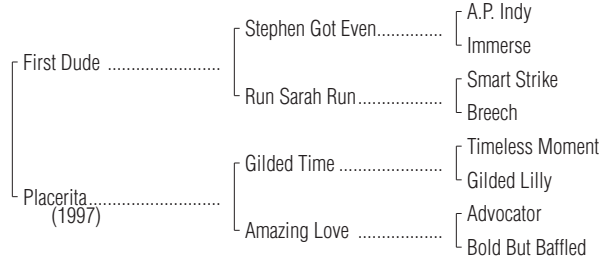 A.P. Indy
Stephen Got Even..............
Immerse
First Dude ........................
Smart Strike
Run Sarah Run..................
Breech
Timeless Moment
Gilded Time ......................
Gilded Lilly
Placerita............................
(1997)
Advocator
Amazing Love ..................
Bold But Baffled